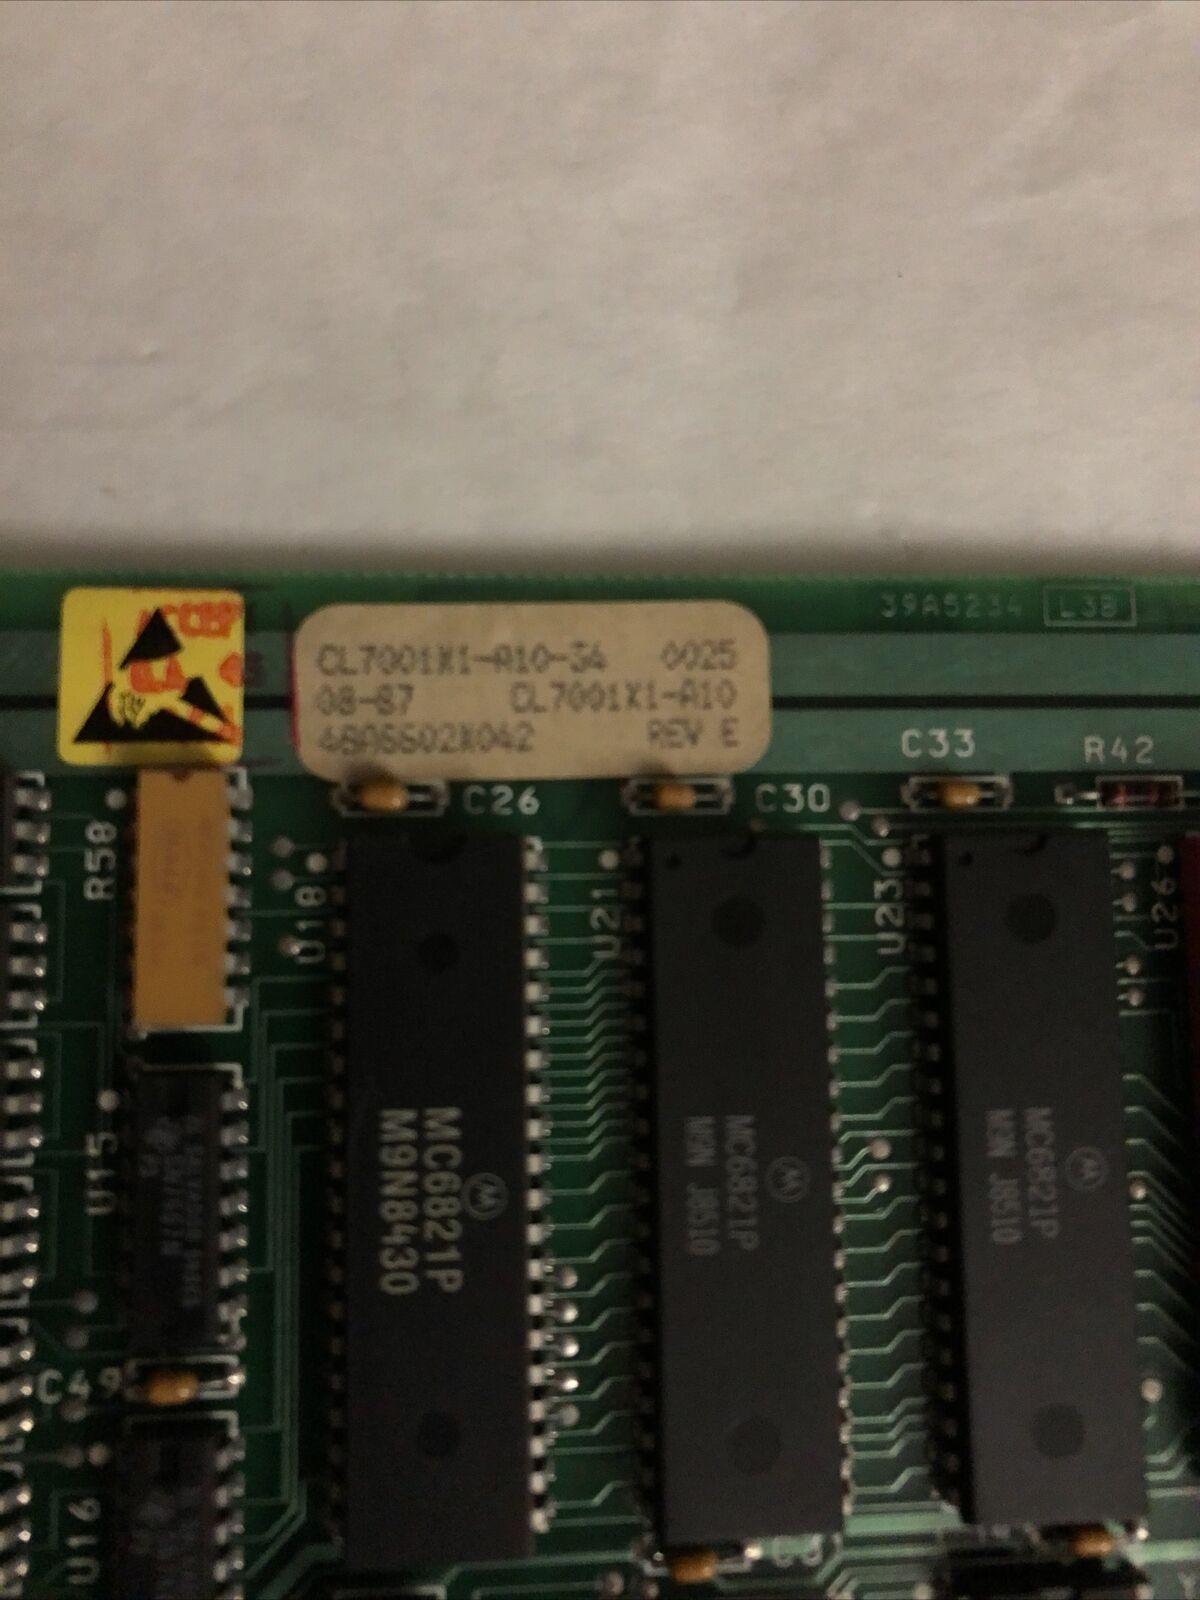 39A5234 L3B
CL7001X1-A10-34 0025
08-87 CL7001X1-A10
REV E
C33
R42
C26
C30
R58
U18
U21
U23
U26
MC6821P
M9N8430
MC6821P
M9N J8510
MC6821P
M9N J8510
U15
C49
U16